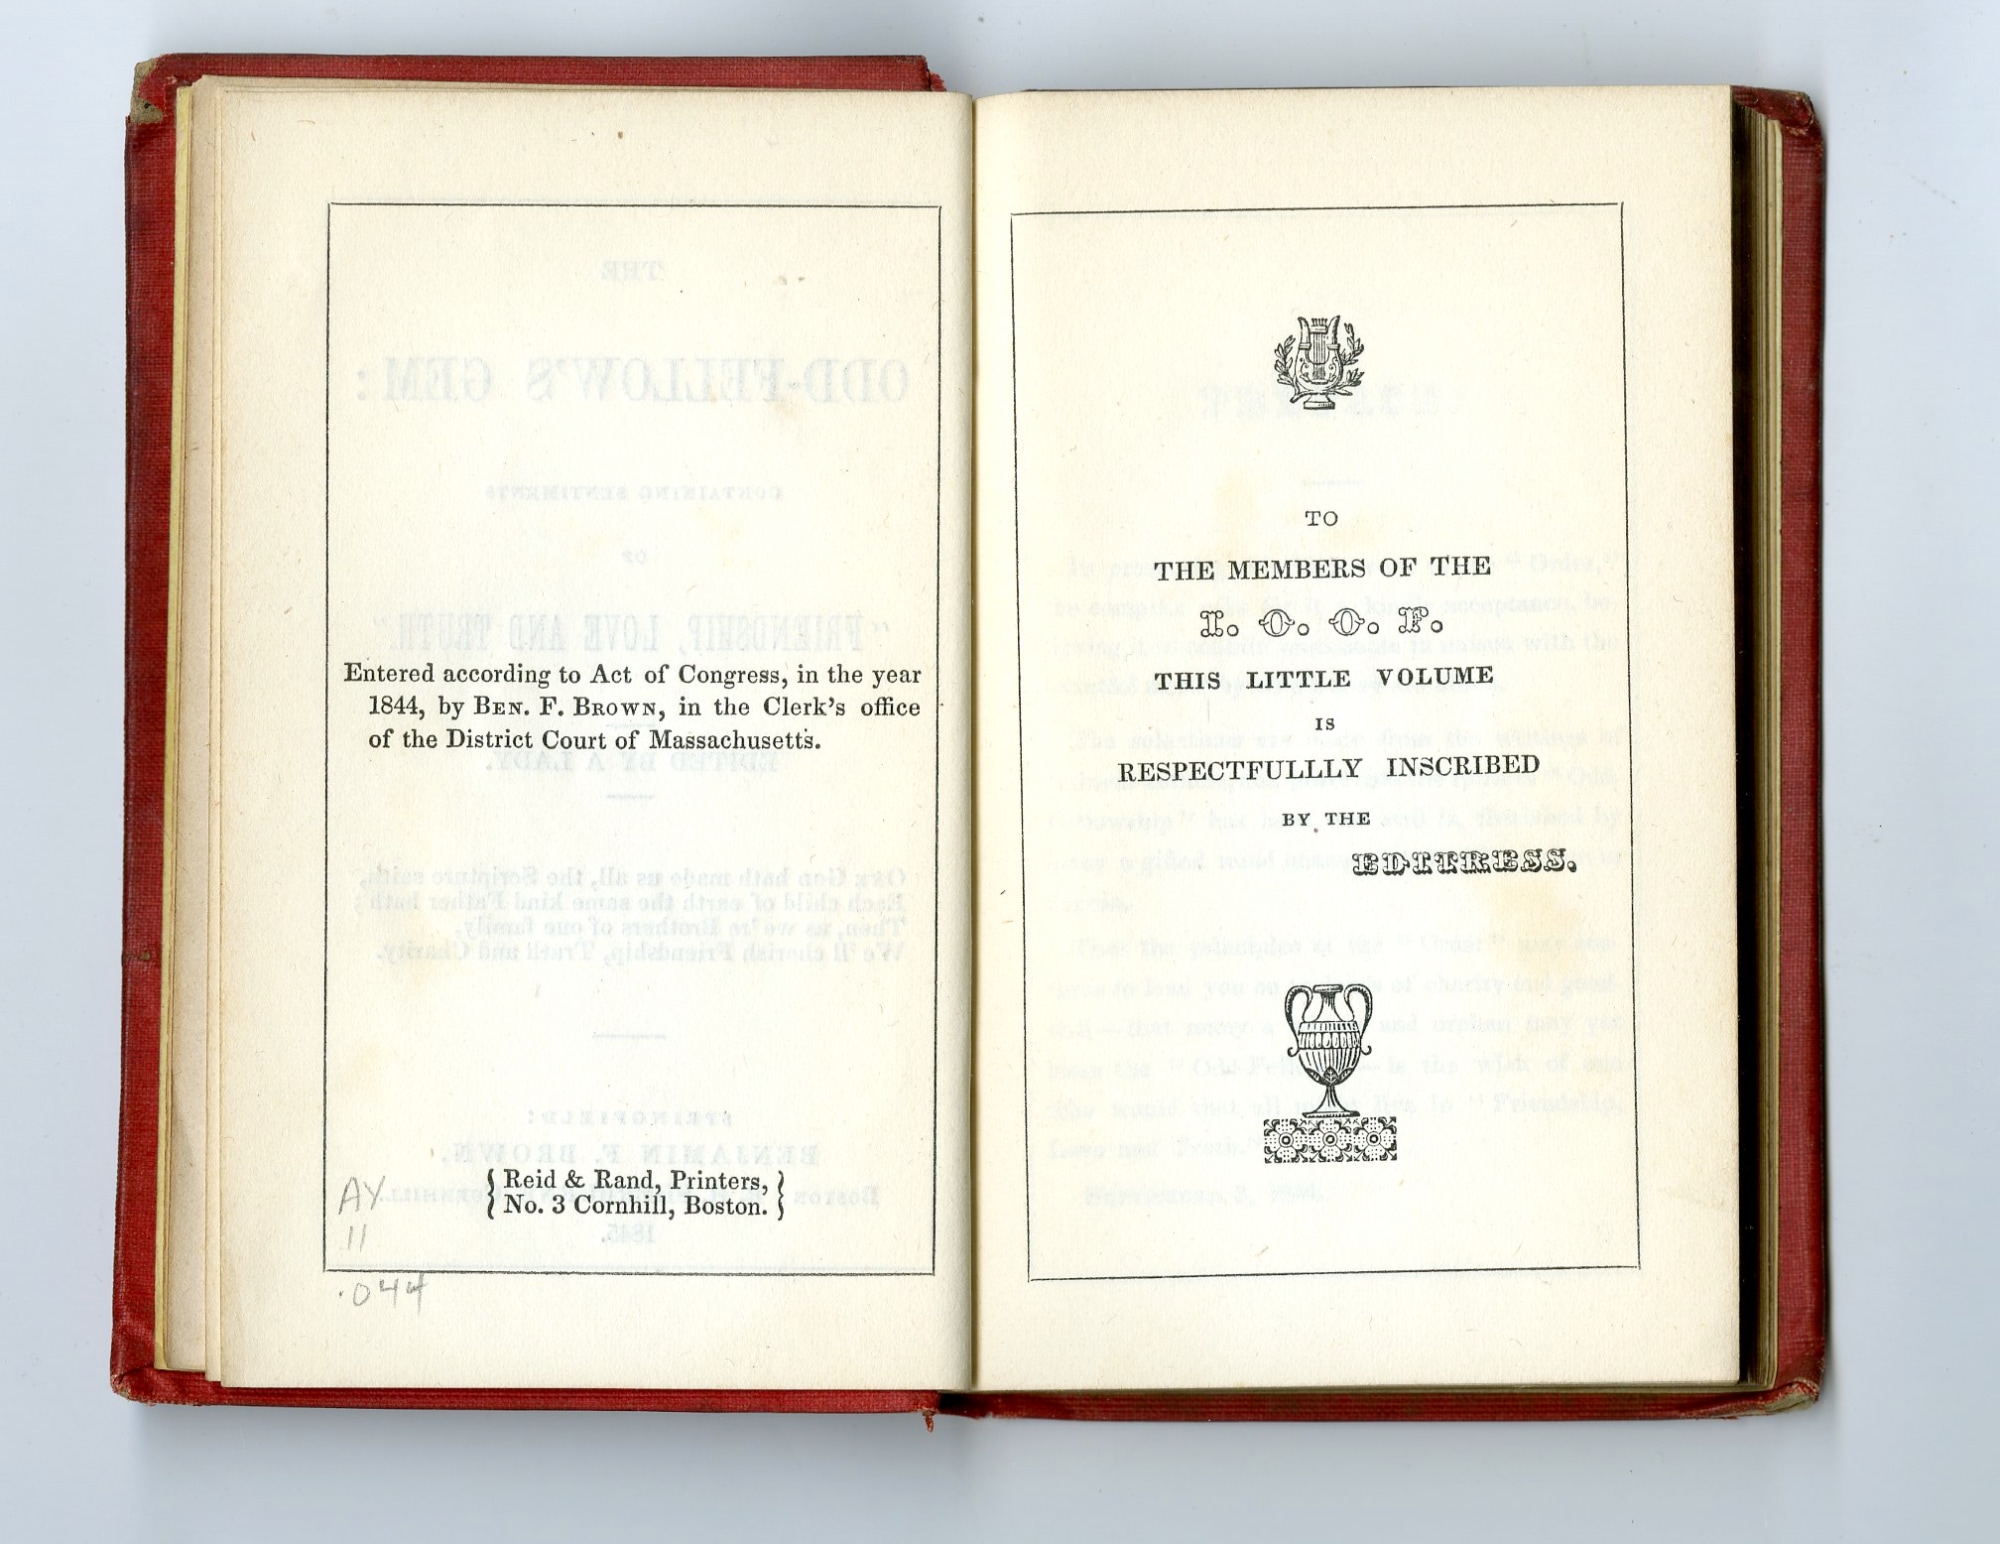 Entered according to Act of Congress, in the year
1844, by BEN. F. BROWN, in the Clerk's office
of the District Court of Massachusetts.
{ Reid & Rand, Printers, }
{ No. 3 Cornhill, Boston. }
AY
11
.044
TO
THE MEMBERS OF THE
I. O. O. F.
THIS LITTLE VOLUME
IS
RESPECTFULLLY INSCRIBED
BY THE
EDITRESS.